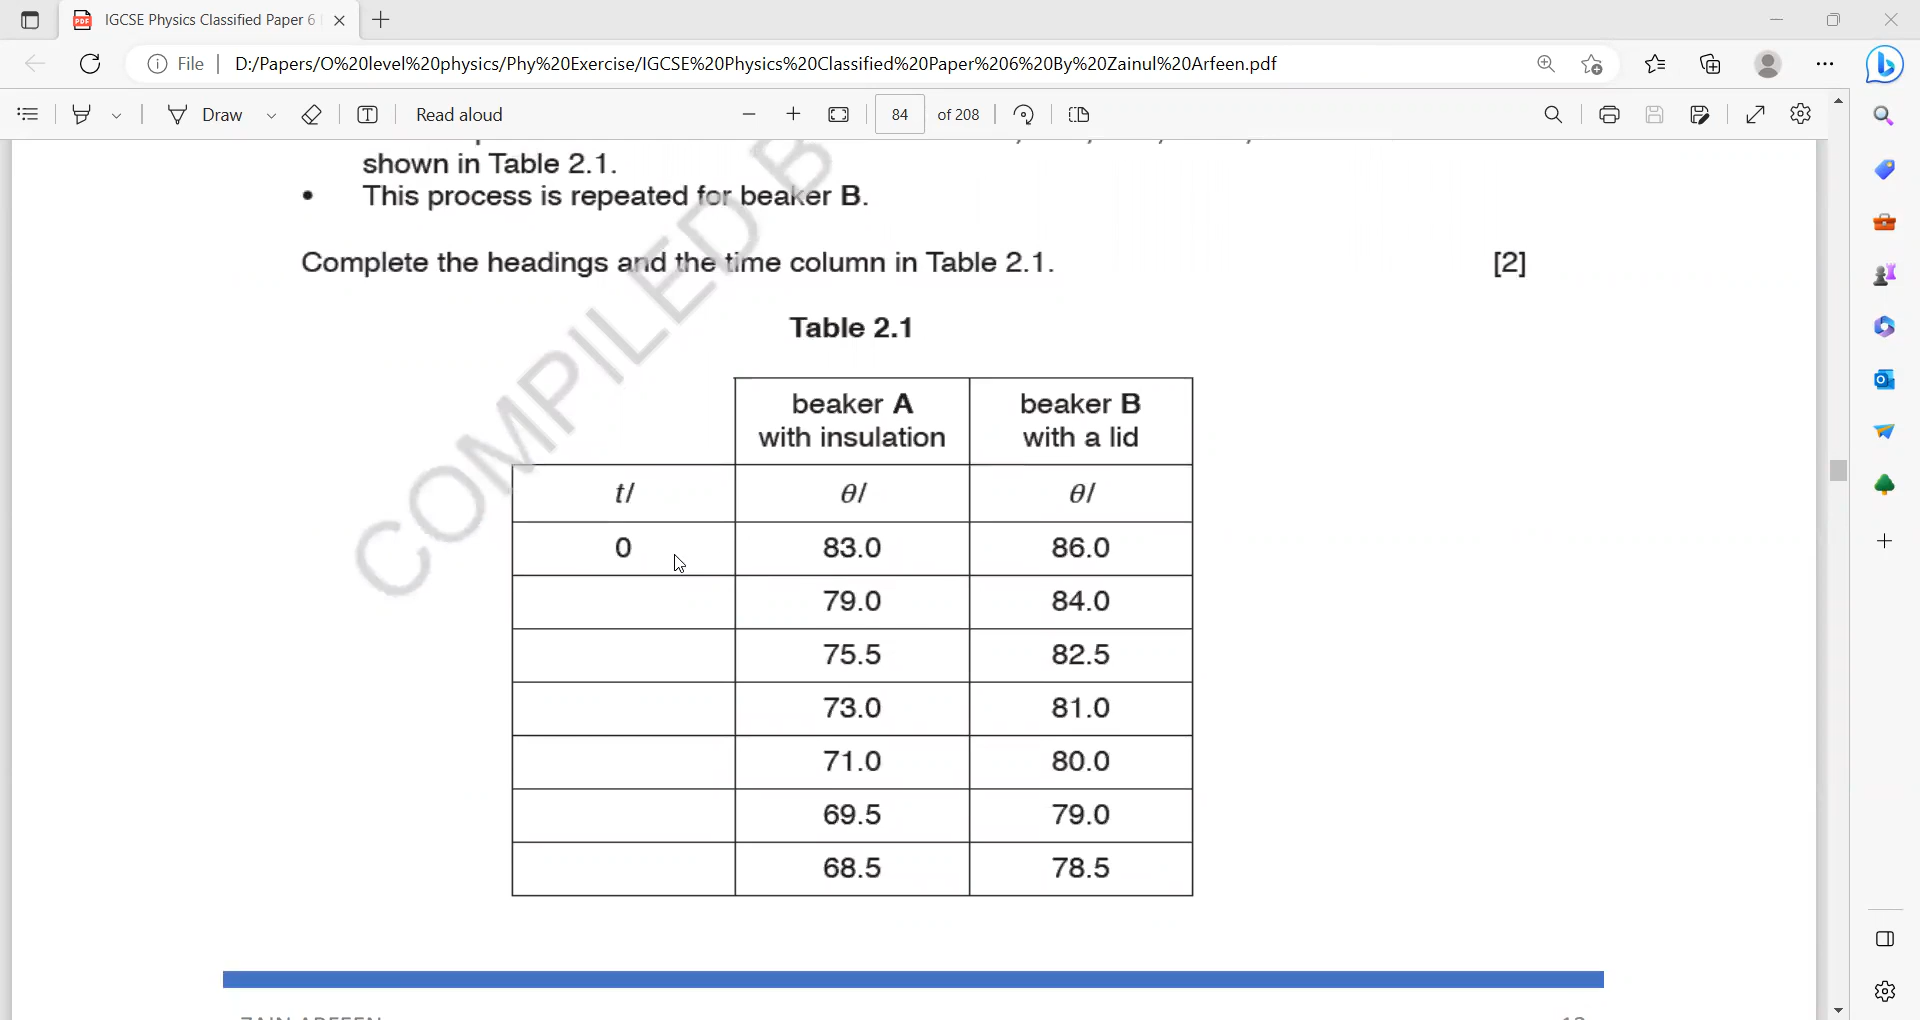 IGCSE Physics Classified Paper 6
File
D:/Papers/O%20level%20physics/Phy%20Exercise/IGCSE%20Physics%20Classified%20Paper%206%20By%20Zainul%20Arfeen.pdf
Draw
Read aloud
84 of 208
shown in Table 2.1.
• This process is repeated for beaker B.
Complete the headings and the time column in Table 2.1. [2]
COMPILED B
Table 2.1
beaker A beaker B
with insulation with a lid
t/ θ/ θ/
0 83.0 86.0
79.0 84.0
75.5 82.5
73.0 81.0
71.0 80.0
69.5 79.0
68.5 78.5